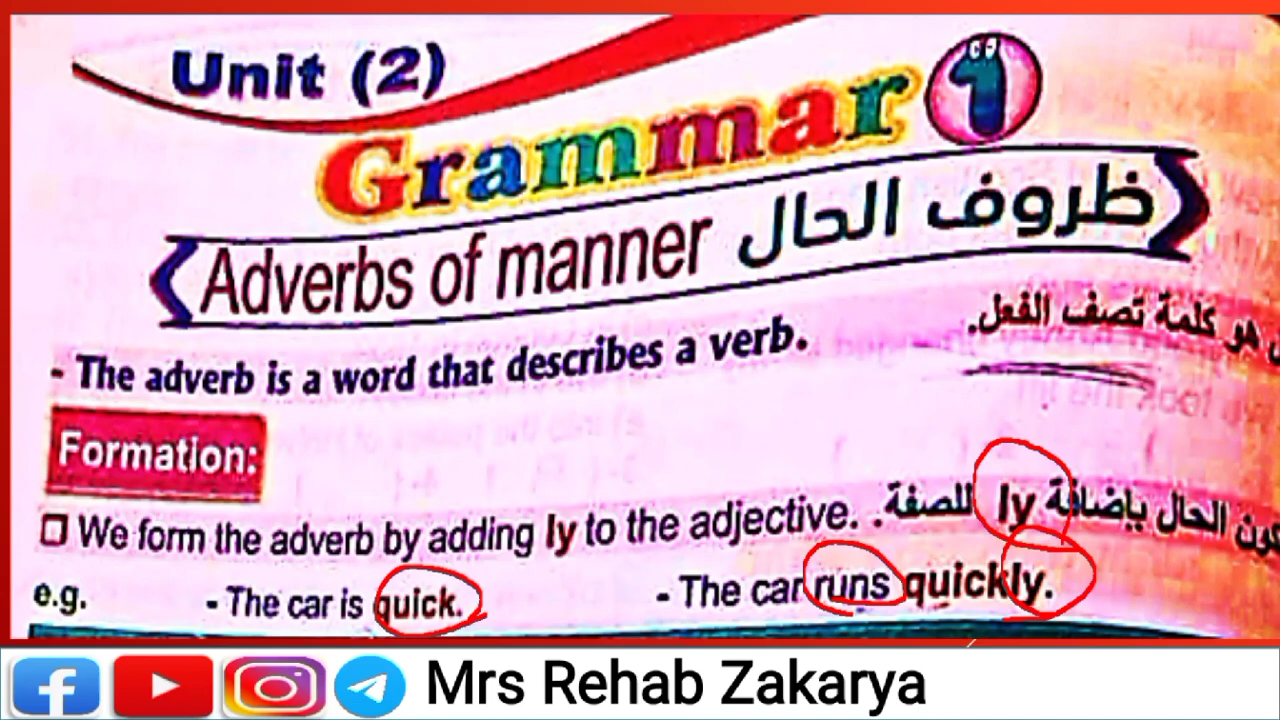 Unit (2)
Grammar 1
Adverbs of manner ظروف الحال
- The adverb is a word that describes a verb. هو كلمة تصف الفعل.
Formation:
We form the adverb by adding ly to the adjective. الحال بإضافة ly للصفة.
e.g. - The car is quick. - The car runs quickly.
Mrs Rehab Zakarya